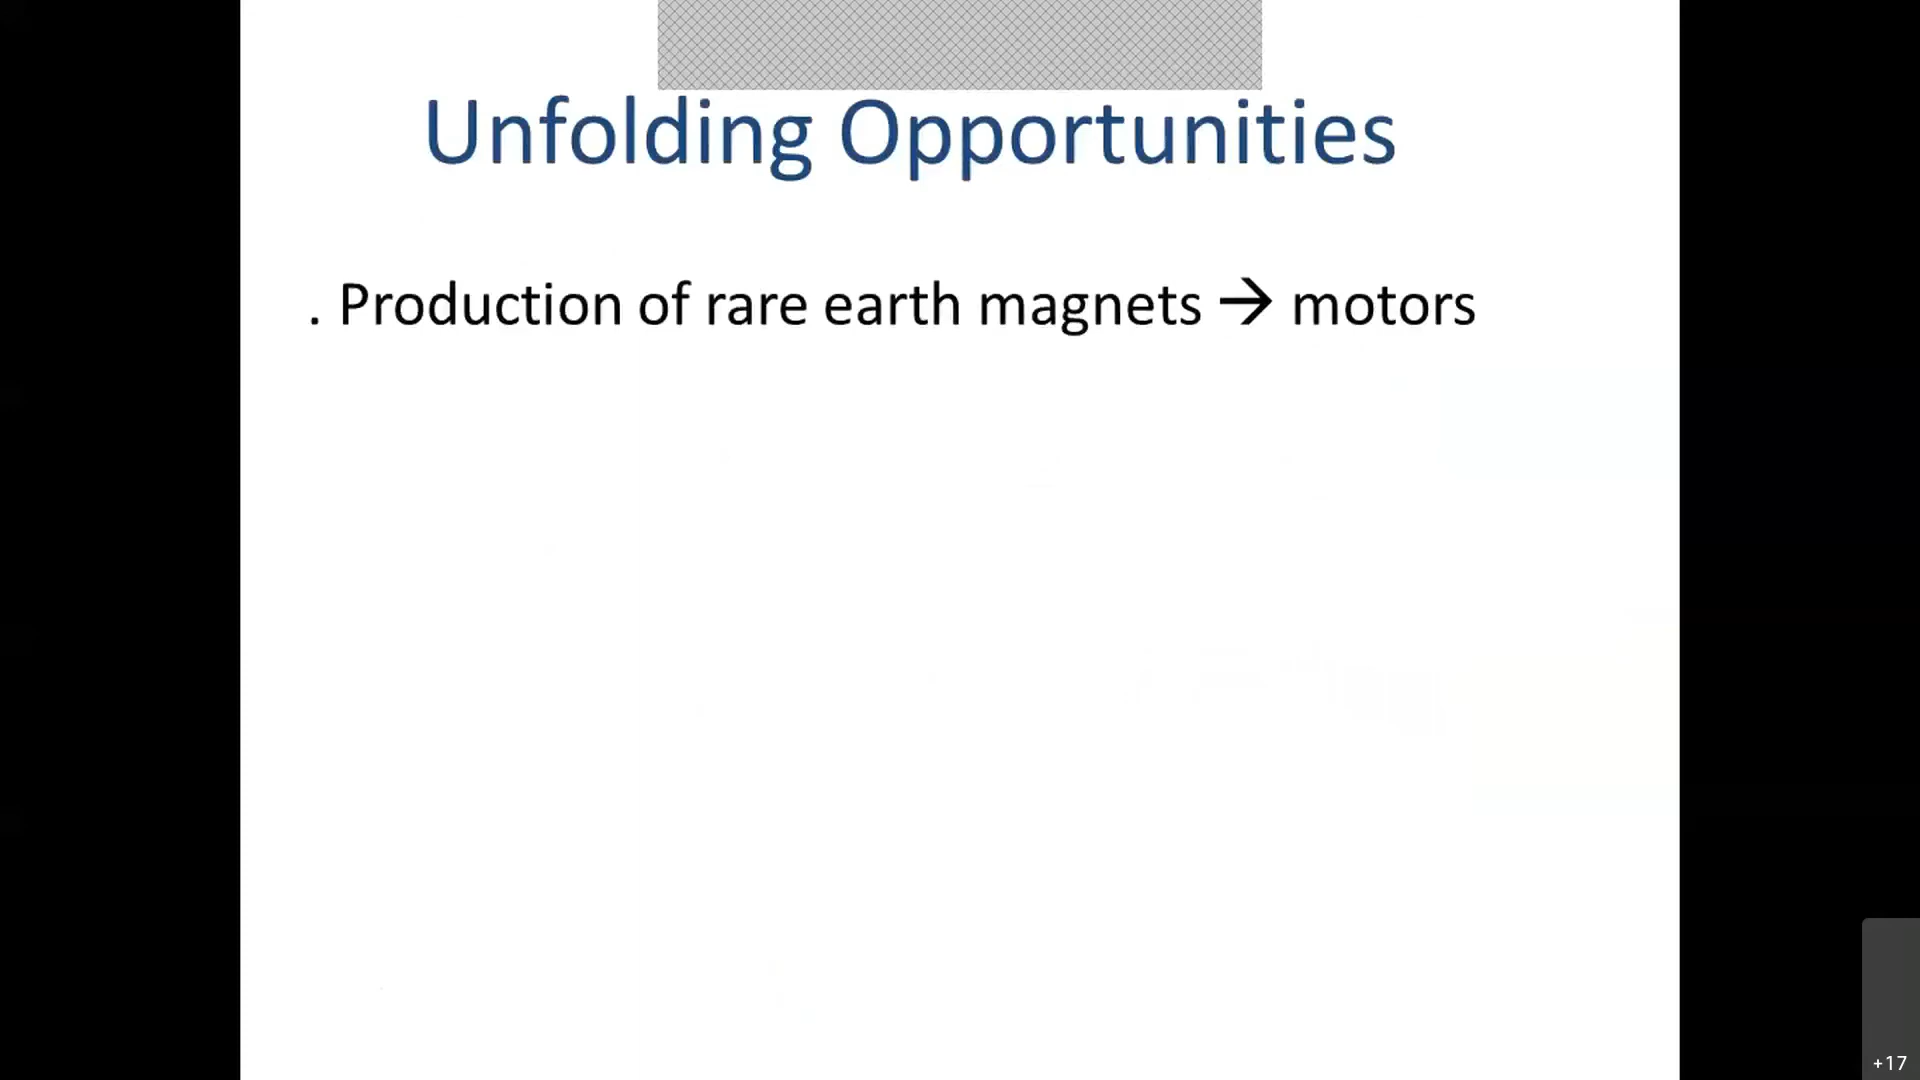 Unfolding Opportunities
. Production of rare earth magnets → motors
+17